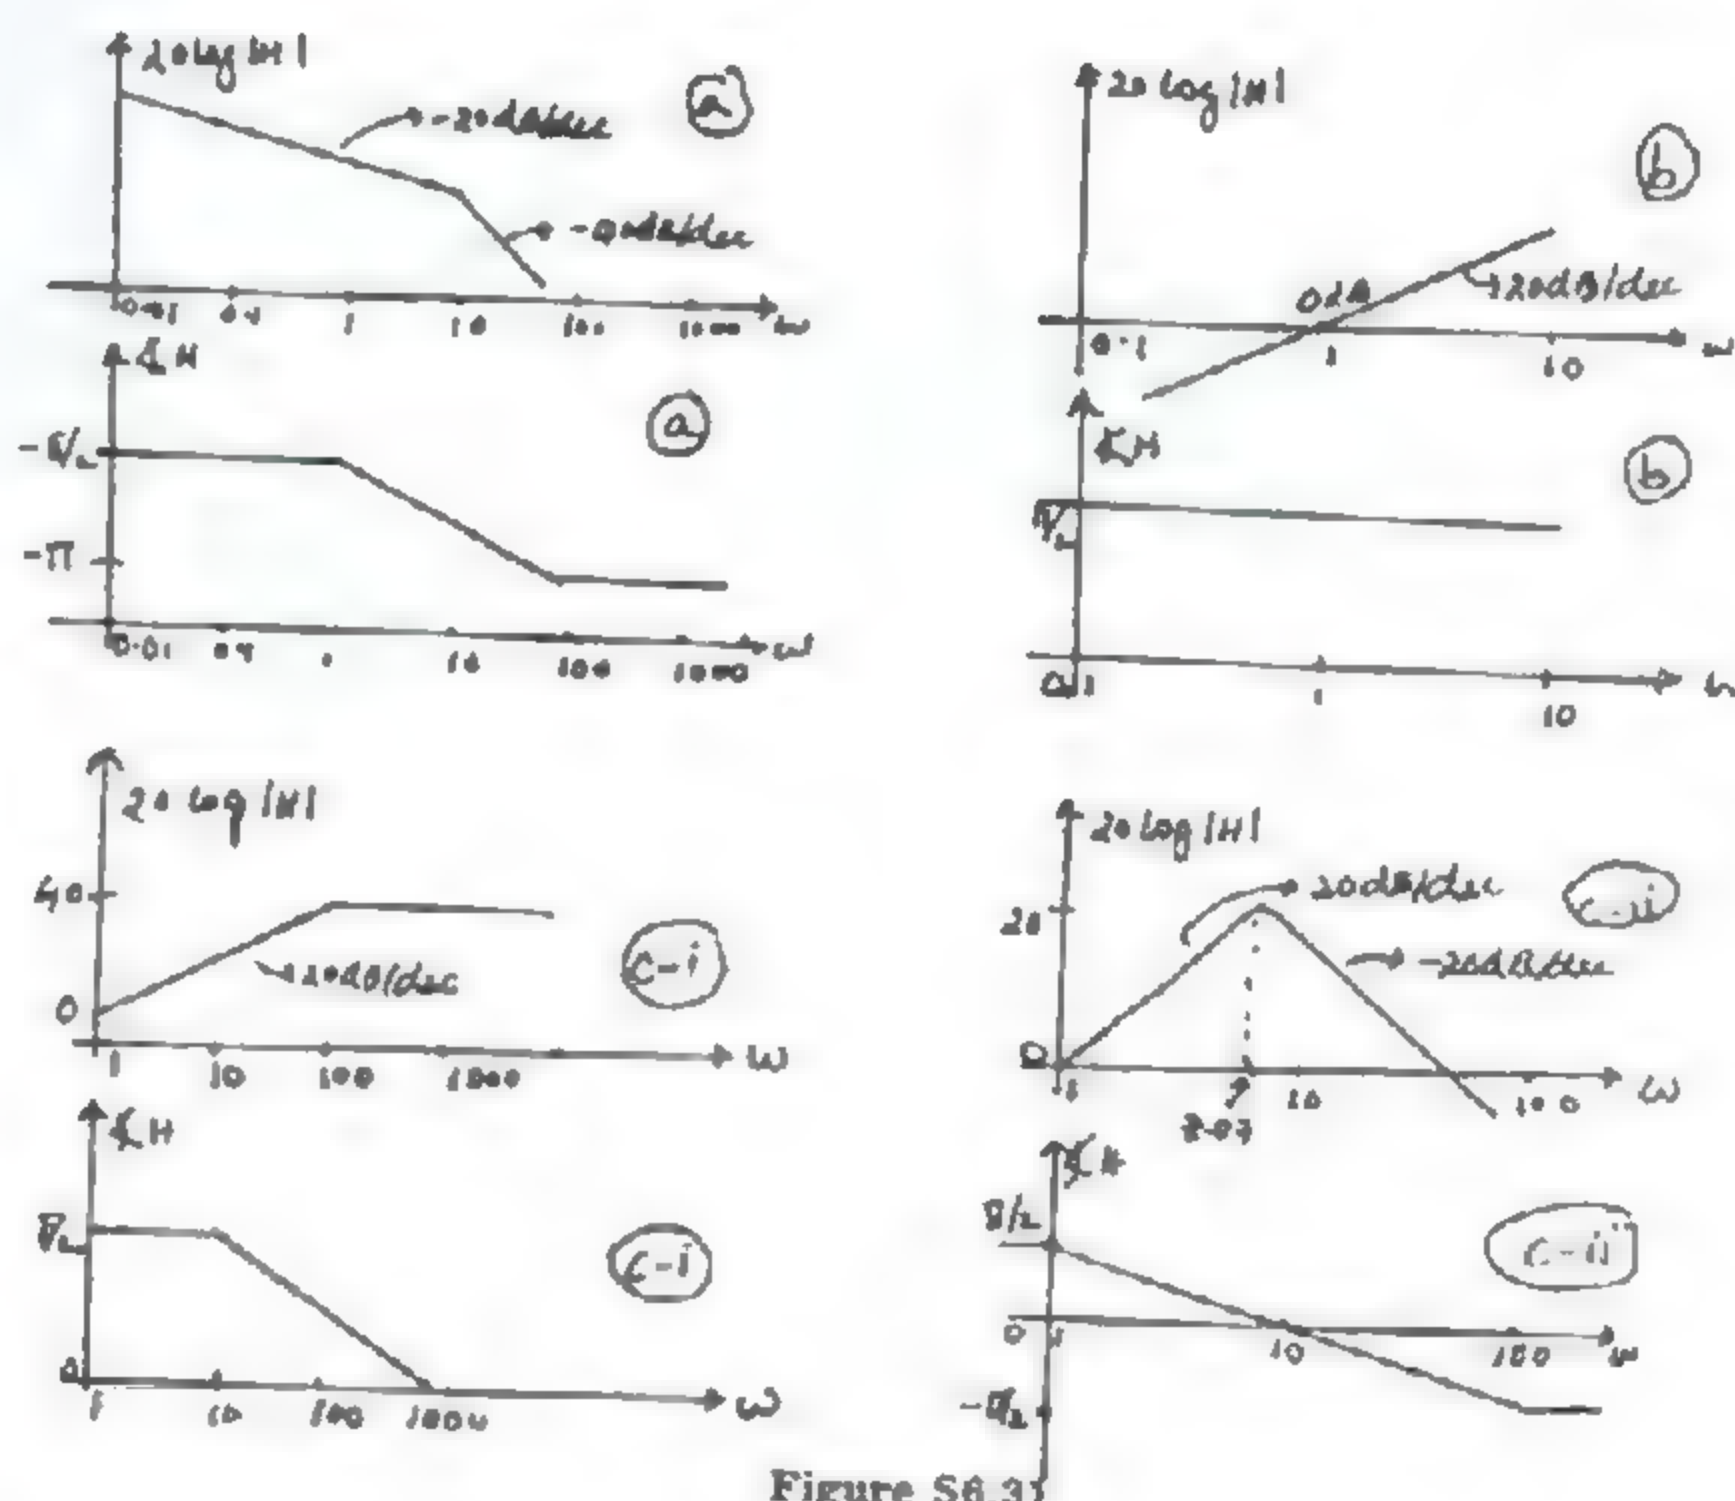 20 log |H|
a
-20dB/dec
0.01 0.1 1 10 100 1000 ω
∠H
a
-π/2
-π
0.01 0.1 1 10 100 1000 ω
20 log |H|
b
0dB
20dB/dec
0.1 1 10 ω
∠H
b
π/2
0.1 1 10
20 log |H|
40
20dB/dec
c-i
0
1 10 100 1000 ω
∠H
π/2
c-i
0
1 10 100 1000 ω
20 log |H|
20dB/dec
c-ii
20
-20dB/dec
0
1 10 100 ω
∠H
π/2
c-ii
0 1 10 100 ω
-π/2
Figure S6.31